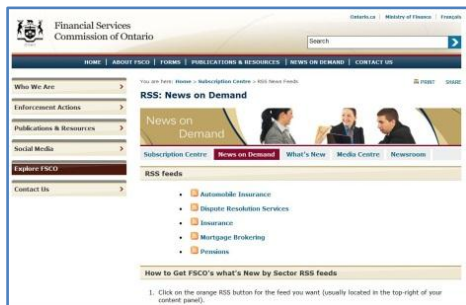 Ontario.ca | Ministry of Finance | Français
Financial Services
Commission of Ontario
Search
HOME | ABOUT FSCO | FORMS | PUBLICATIONS & RESOURCES | NEWS ON DEMAND | CONTACT US
Who We Are
Enforcement Actions
Publications & Resources
Social Media
Explore FSCO
Contact Us
You are here: Home > Subscription Centre > RSS News Feeds
PRINT SHARE
RSS: News on Demand
News on
Demand
Subscription Centre News on Demand What's New Media Centre Newsroom
RSS feeds
Automobile Insurance
Dispute Resolution Services
Insurance
Mortgage Brokering
Pensions
How to Get FSCO's what's New by Sector RSS feeds
1. Click on the orange RSS button for the feed you want (usually located in the top-right of your
content panel).